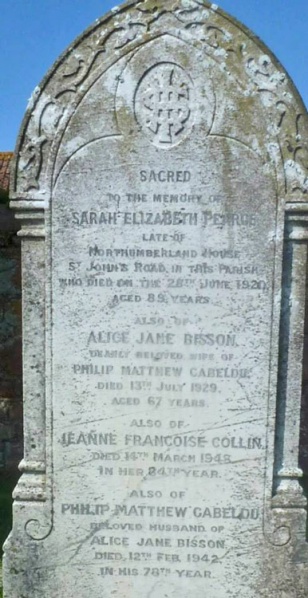 SACRED
TO THE MEMORY OF
SARAH ELIZABETH PEAROE
LATE OF
NORTHUMBERLAND HOUSE
ST JOHN'S ROAD, IN THIS PARISH
WHO DIED ON THE 28TH JUNE, 1920,
AGED 89 YEARS.
ALSO OF
ALICE JANE BISSON,
DEARLY BELOVED WIFE OF
PHILIP MATTHEW CABELDU,
DIED 13TH JULY 1929,
AGED 67 YEARS.
ALSO OF
JEANNE FRANCOISE COLLIN,
DIED 14TH MARCH 1948,
IN HER 84TH YEAR.
ALSO OF
PHILIP MATTHEW CABELDU
BELOVED HUSBAND OF
ALICE JANE BISSON
DIED 12TH FEB. 1942,
IN HIS 78TH YEAR.